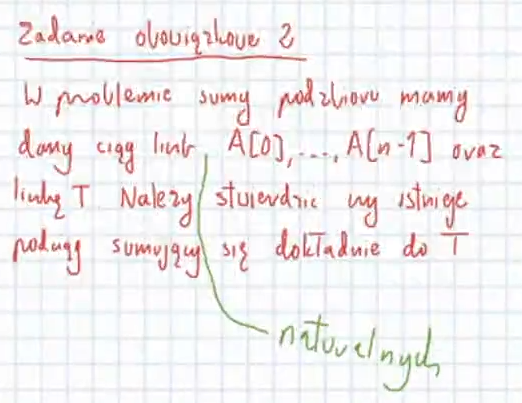 Zadanie obowiązkowe 2
W problemie sumy podzbioru mamy
dany ciąg liczb A[0],...,A[n-1] oraz
liczbę T. Należy stwierdzić czy istnieje
podciąg sumujący się dokładnie do T
naturalnych